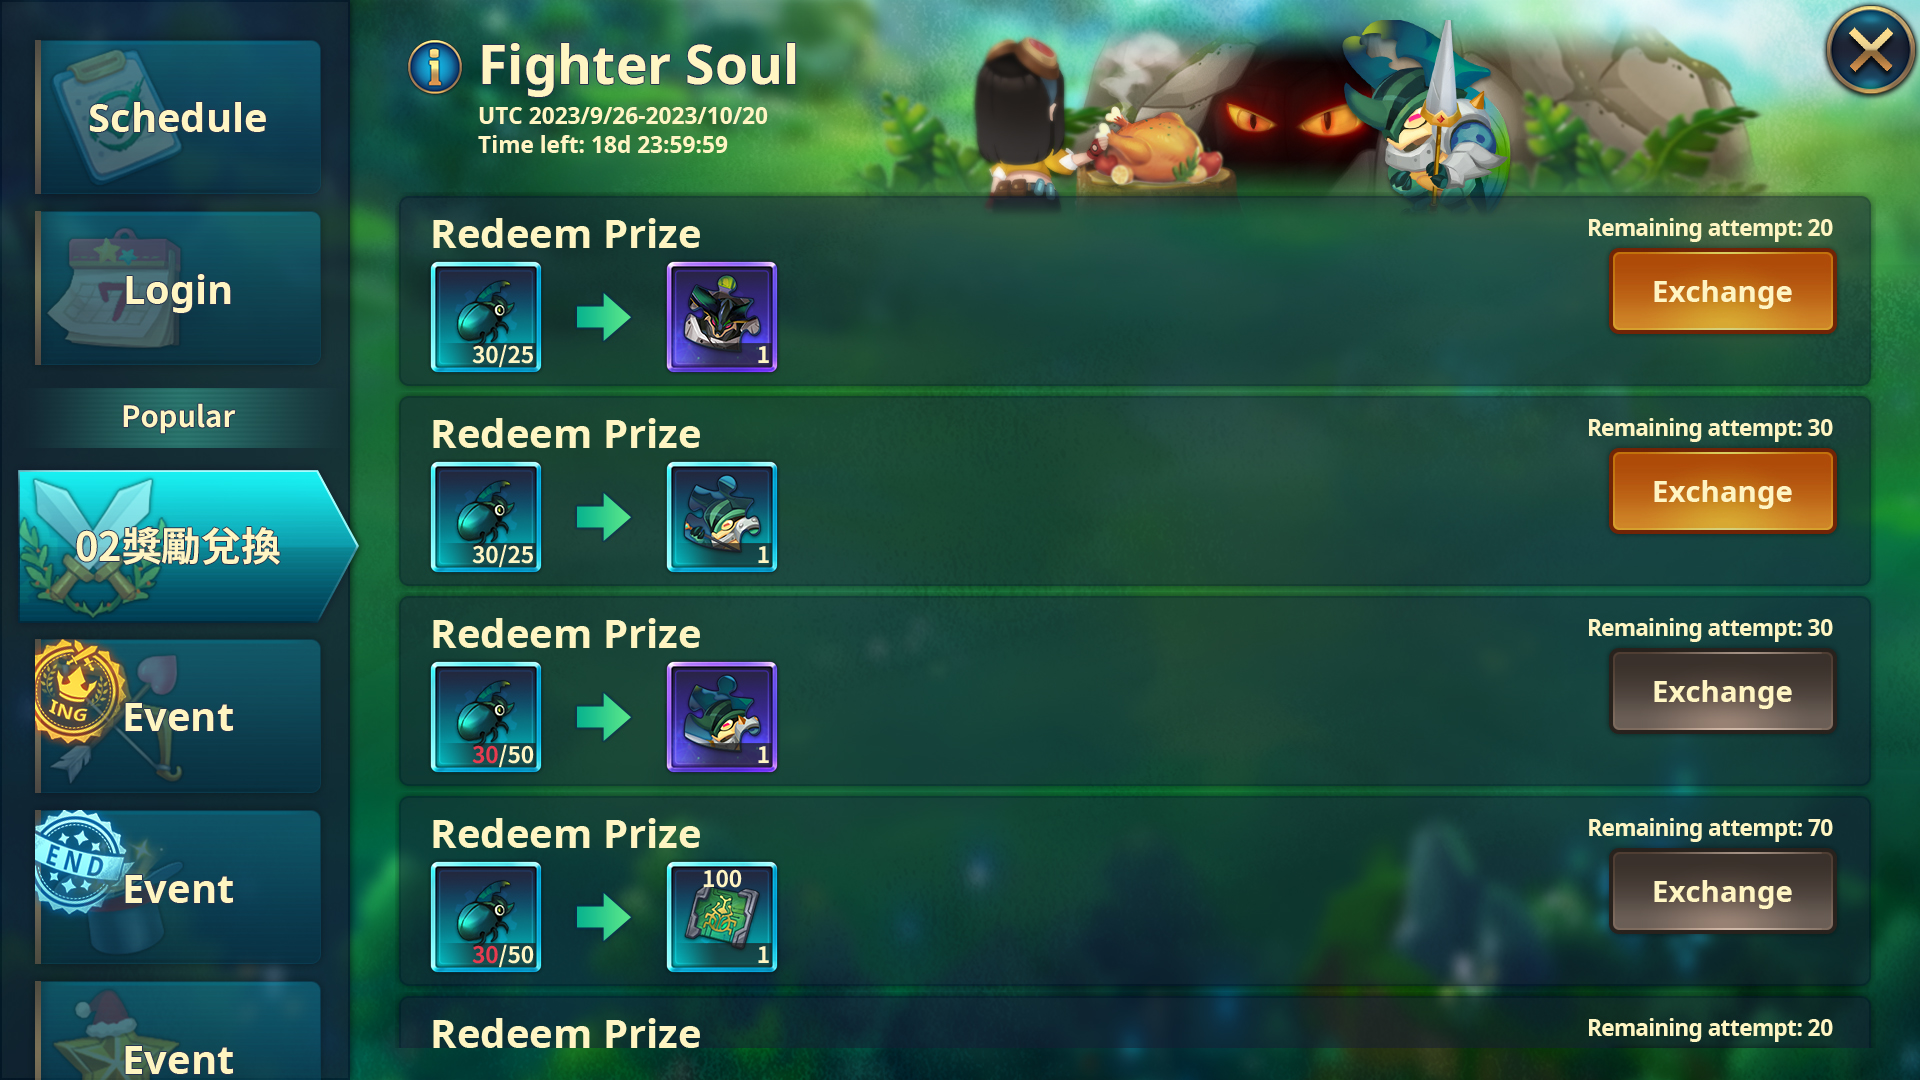 Schedule
Login
Popular
02獎勵兌換
ING
Event
END
Event
Event
Fighter Soul
UTC 2023/9/26-2023/10/20
Time left: 18d 23:59:59
Redeem Prize
30/25
1
Remaining attempt: 20
Exchange
Redeem Prize
30/25
1
Remaining attempt: 30
Exchange
Redeem Prize
30/50
1
Remaining attempt: 30
Exchange
Redeem Prize
30/50
100
1
Remaining attempt: 70
Exchange
Redeem Prize
Remaining attempt: 20